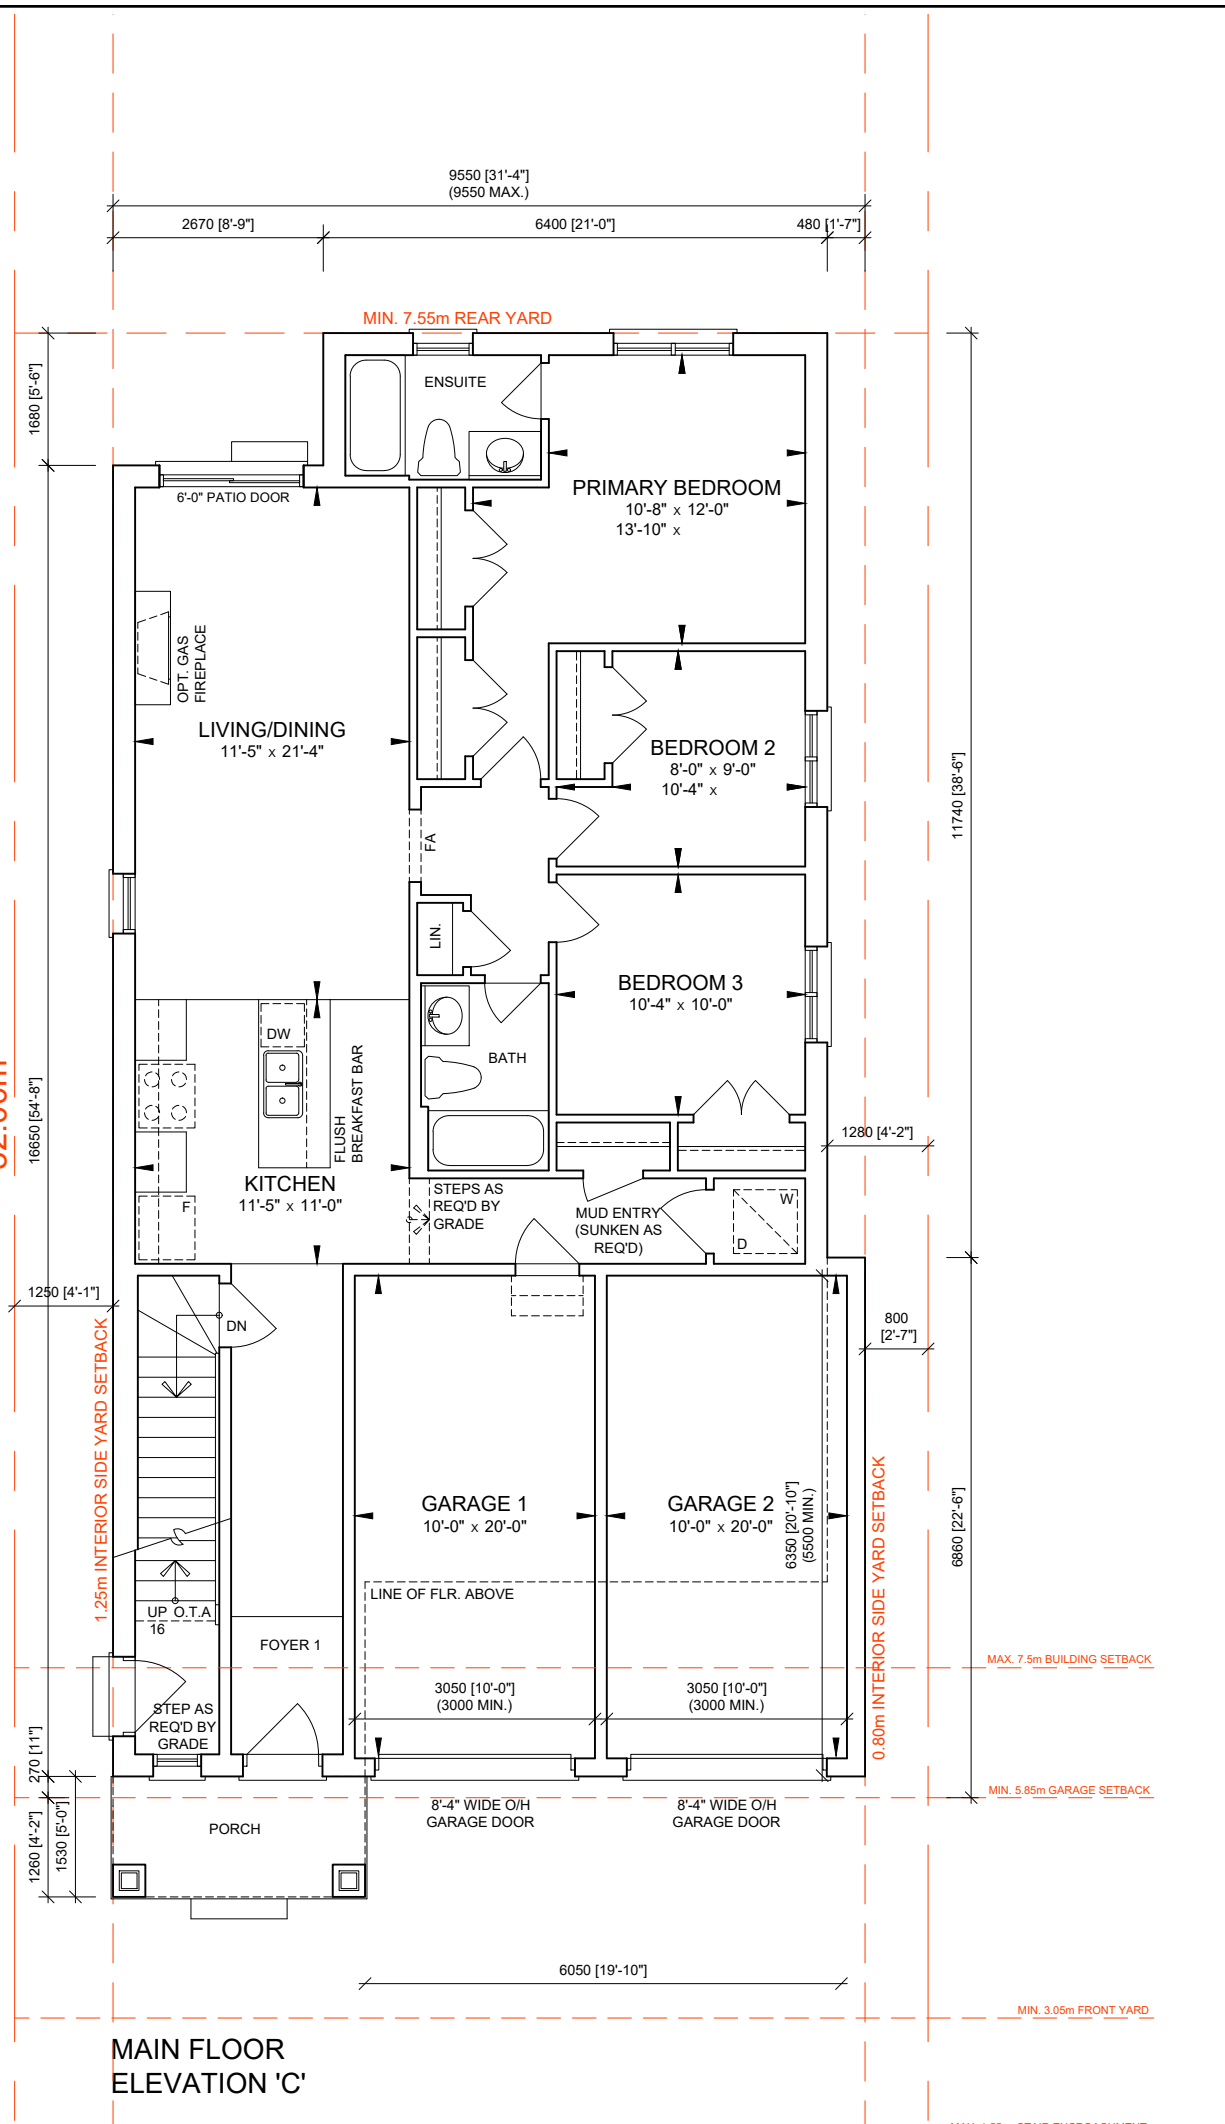 9550 [31'-4"]
(9550 MAX.)
2670 [8'-9"]
6400 [21'-0"]
480 [1'-7"]
MIN. 7.55m REAR YARD
1680 [5'-6"]
ENSUITE
6'-0" PATIO DOOR
PRIMARY BEDROOM
10'-8" x 12'-0"
13'-10" x
OPT. GAS
FIREPLACE
LIVING/DINING
11'-5" x 21'-4"
BEDROOM 2
8'-0" x 9'-0"
10'-4" x
11740 [38'-6"]
FA
LIN.
BEDROOM 3
10'-4" x 10'-0"
DW
BATH
FLUSH
BREAKFAST BAR
16650 [54'-8"]
1280 [4'-2"]
KITCHEN
11'-5" x 11'-0"
F
STEPS AS
REQ'D BY
GRADE
MUD ENTRY
(SUNKEN AS
REQ'D)
W
D
1250 [4'-1"]
DN
800
[2'-7"]
1.25m INTERIOR SIDE YARD SETBACK
GARAGE 1
10'-0" x 20'-0"
GARAGE 2
10'-0" x 20'-0"
6350 [20'-10"]
(5500 MIN.)
0.80m INTERIOR SIDE YARD SETBACK
6860 [22'-6"]
LINE OF FLR. ABOVE
UP O.T.A
16
FOYER 1
MAX. 7.5m BUILDING SETBACK
3050 [10'-0"]
(3000 MIN.)
3050 [10'-0"]
(3000 MIN.)
STEP AS
REQ'D BY
GRADE
270 [11"]
MIN. 5.85m GARAGE SETBACK
8'-4" WIDE O/H
GARAGE DOOR
8'-4" WIDE O/H
GARAGE DOOR
PORCH
1260 [4'-2"]
1530 [5'-0"]
6050 [19'-10"]
MIN. 3.05m FRONT YARD
MAIN FLOOR
ELEVATION 'C'